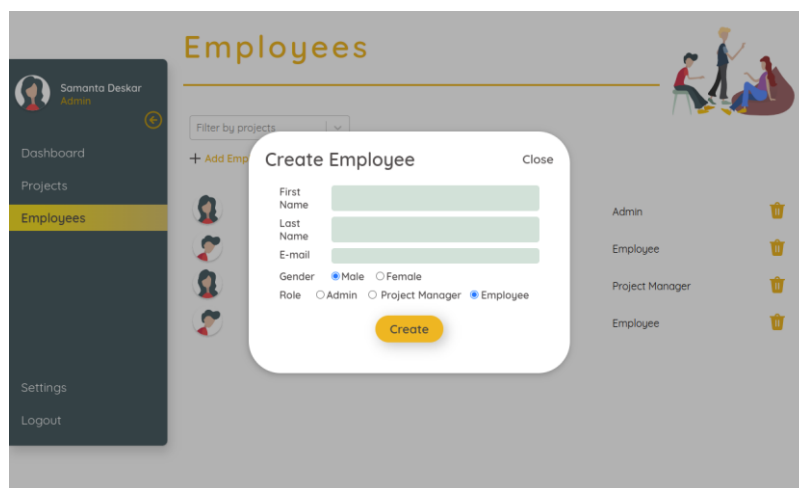 Employees
Samanta Deskar
Admin
Dashboard
Projects
Employees
Settings
Logout
Filter by projects
+ Add Emp
Create Employee
Close
First
Name
Last
Name
E-mail
Gender Male Female
Role Admin Project Manager Employee
Create
Admin
Employee
Project Manager
Employee